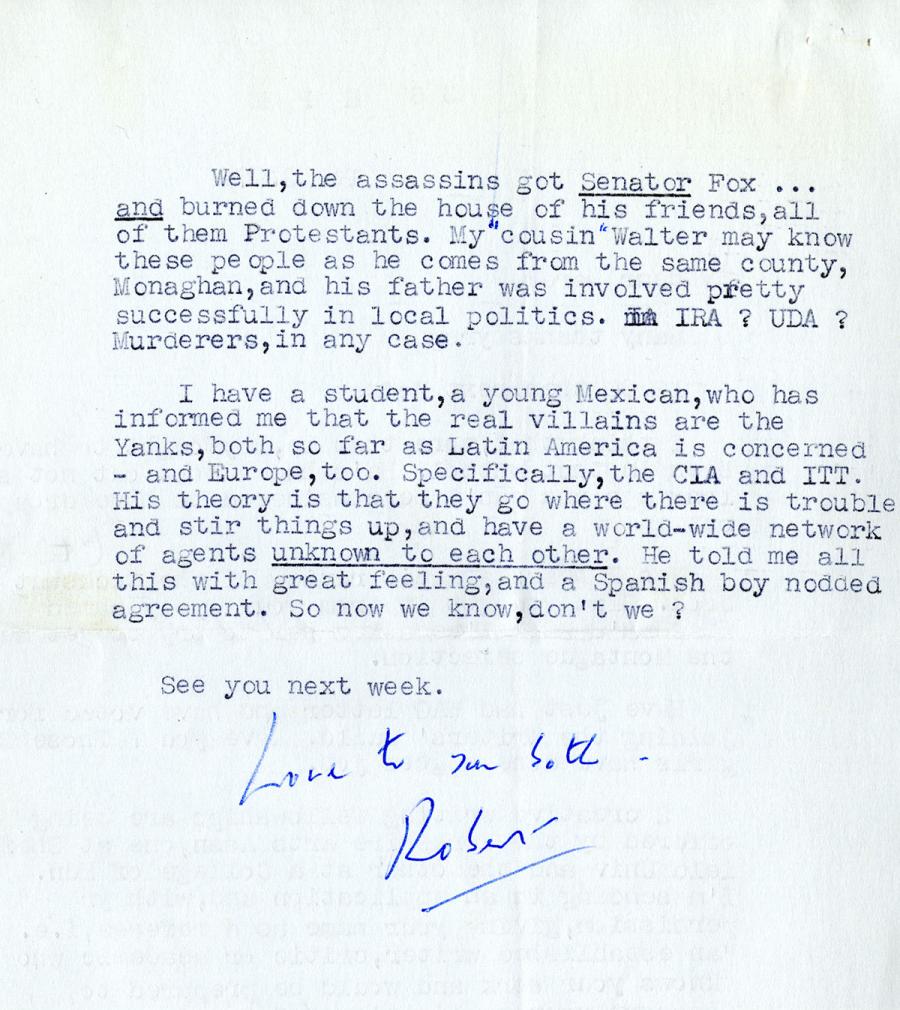 Well,the assassins got Senator Fox ...
and burned down the house of his friends,all
of them Protestants. My "cousin" Walter may know
these people as he comes from the same county,
Monaghan,and his father was involved pretty
successfully in local politics. IRA ? UDA ?
Murderers,in any case.
I have a student,a young Mexican,who has
informed me that the real villains are the
Yanks,both so far as Latin America is concerned
- and Europe,too. Specifically,the CIA and ITT.
His theory is that they go where there is trouble
and stir things up,and have a world-wide network
of agents unknown to each other. He told me all
this with great feeling,and a Spanish boy nodded
agreement. So now we know,don't we ?
See you next week.
Love to you both -
Robert